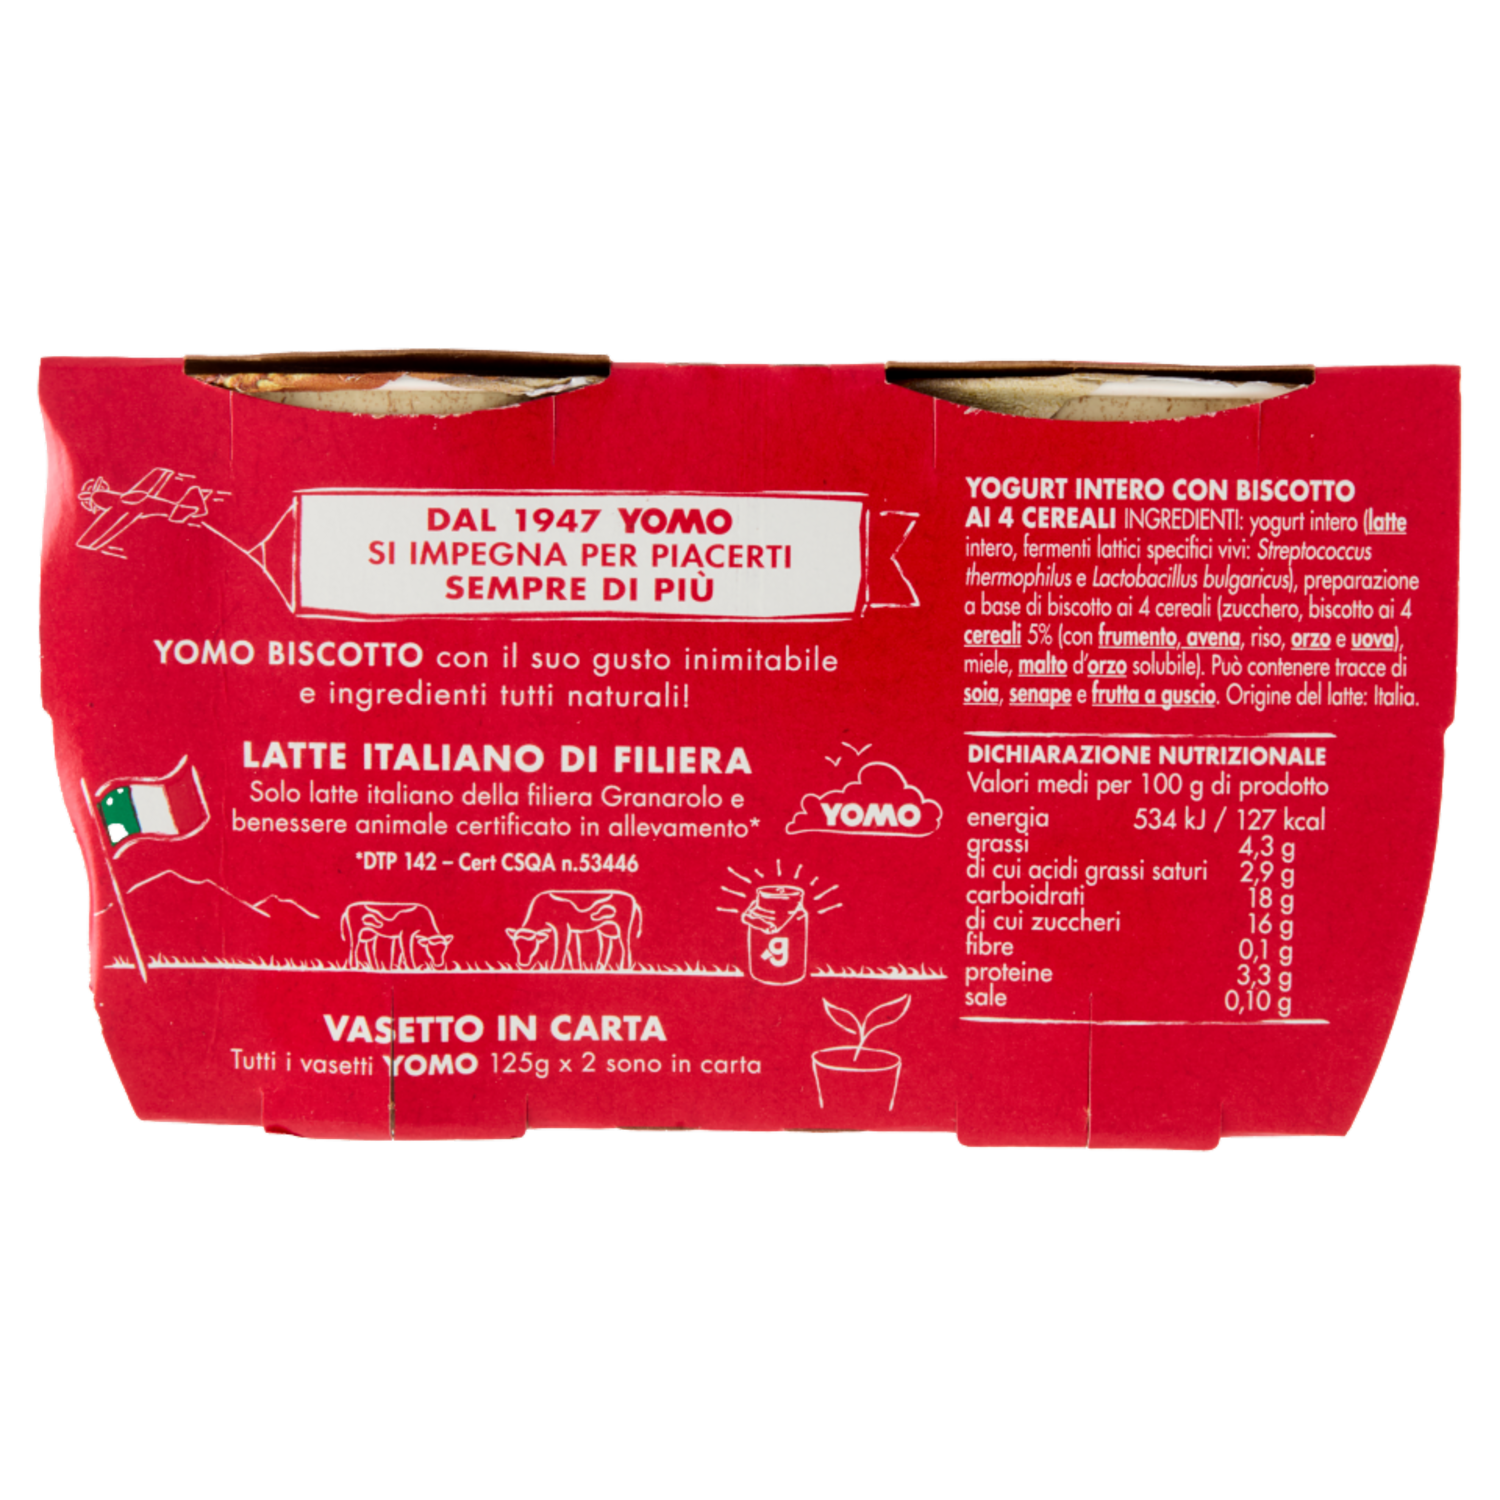 DAL 1947 YOMO
SI IMPEGNA PER PIACERTI
SEMPRE DI PIÙ
YOMO BISCOTTO con il suo gusto inimitabile
e ingredienti tutti naturali!
LATTE ITALIANO DI FILIERA
Solo latte italiano della filiera Granarolo e
benessere animale certificato in allevamento*
*DTP 142 – Cert CSQA n.53446
YOMO
g
VASETTO IN CARTA
Tutti i vasetti YOMO 125g x 2 sono in carta
YOGURT INTERO CON BISCOTTO
AI 4 CEREALI INGREDIENTI: yogurt intero (latte
intero, fermenti lattici specifici vivi: Streptococcus
thermophilus e Lactobacillus bulgaricus), preparazione
a base di biscotto ai 4 cereali (zucchero, biscotto ai 4
cereali 5% (con frumento, avena, riso, orzo e uova),
miele, malto d'orzo solubile). Può contenere tracce di
soia, senape e frutta a guscio. Origine del latte: Italia.
DICHIARAZIONE NUTRIZIONALE
Valori medi per 100 g di prodotto
energia 534 kJ / 127 kcal
grassi 4,3 g
di cui acidi grassi saturi 2,9 g
carboidrati 18 g
di cui zuccheri 16 g
fibre 0,1 g
proteine 3,3 g
sale 0,10 g